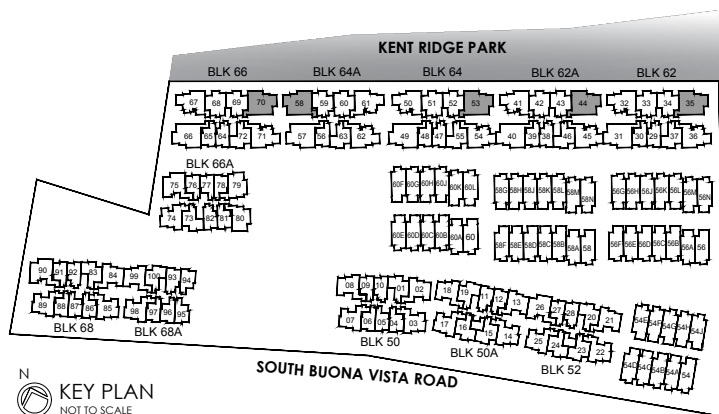 KENT RIDGE PARK
BLK 66 BLK 64A BLK 64 BLK 62A BLK 62
67 68 69 70 58 59 60 61 50 51 52 53 41 42 43 44 32 33 34 35
66 65 64 72 71 57 56 63 62 49 48 47 55 54 40 39 38 46 45 31 30 29 37 36
BLK 66A
75 76 77 78 79 60F 60G 60H 60J 60K 60L 58G 58H 58J 58K 58L 58M 58N 56G 56H 56J 56K 56L 56M 56N
74 73 82 81 80 60E 60D 60C 60B 60A 60 58F 58E 58D 58C 58B 58A 58 56F 56E 56D 56C 56B 56A 56
90 91 92 83 84 99 100 93 94 08 09 10 01 02 18 19 11 12 13 26 27 28 20 21 54E 54F 54G 54H 54J
89 88 87 86 85 98 97 96 95 07 06 05 04 03 17 16 15 14 25 24 23 22 54D 54C 54B 54A 54
BLK 68 BLK 68A BLK 50 BLK 50A BLK 52
SOUTH BUONA VISTA ROAD
N
KEY PLAN
NOT TO SCALE